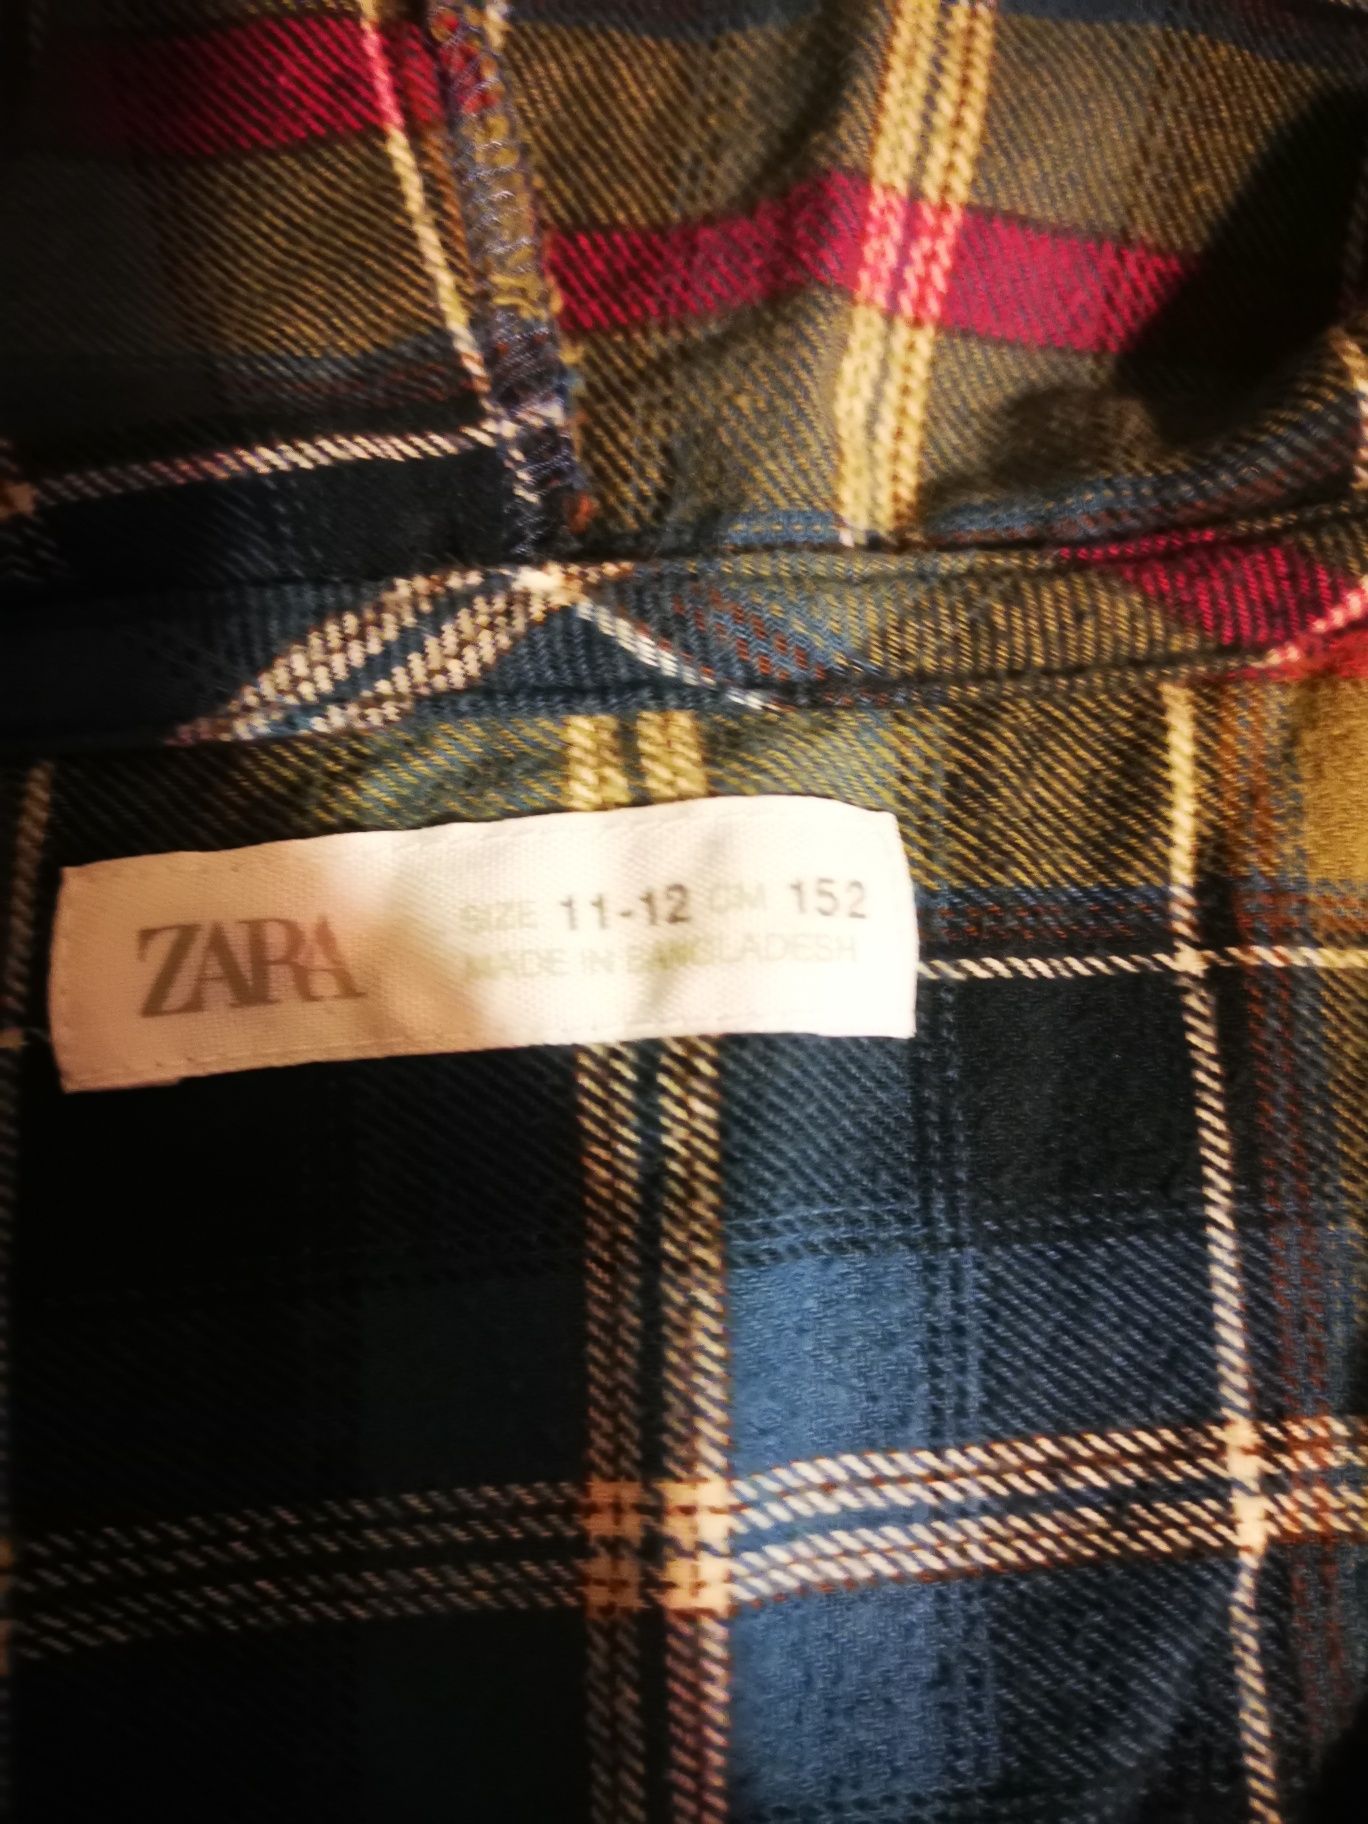 ZARA
SIZE 11-12 CM 152
MADE IN BANGLADESH